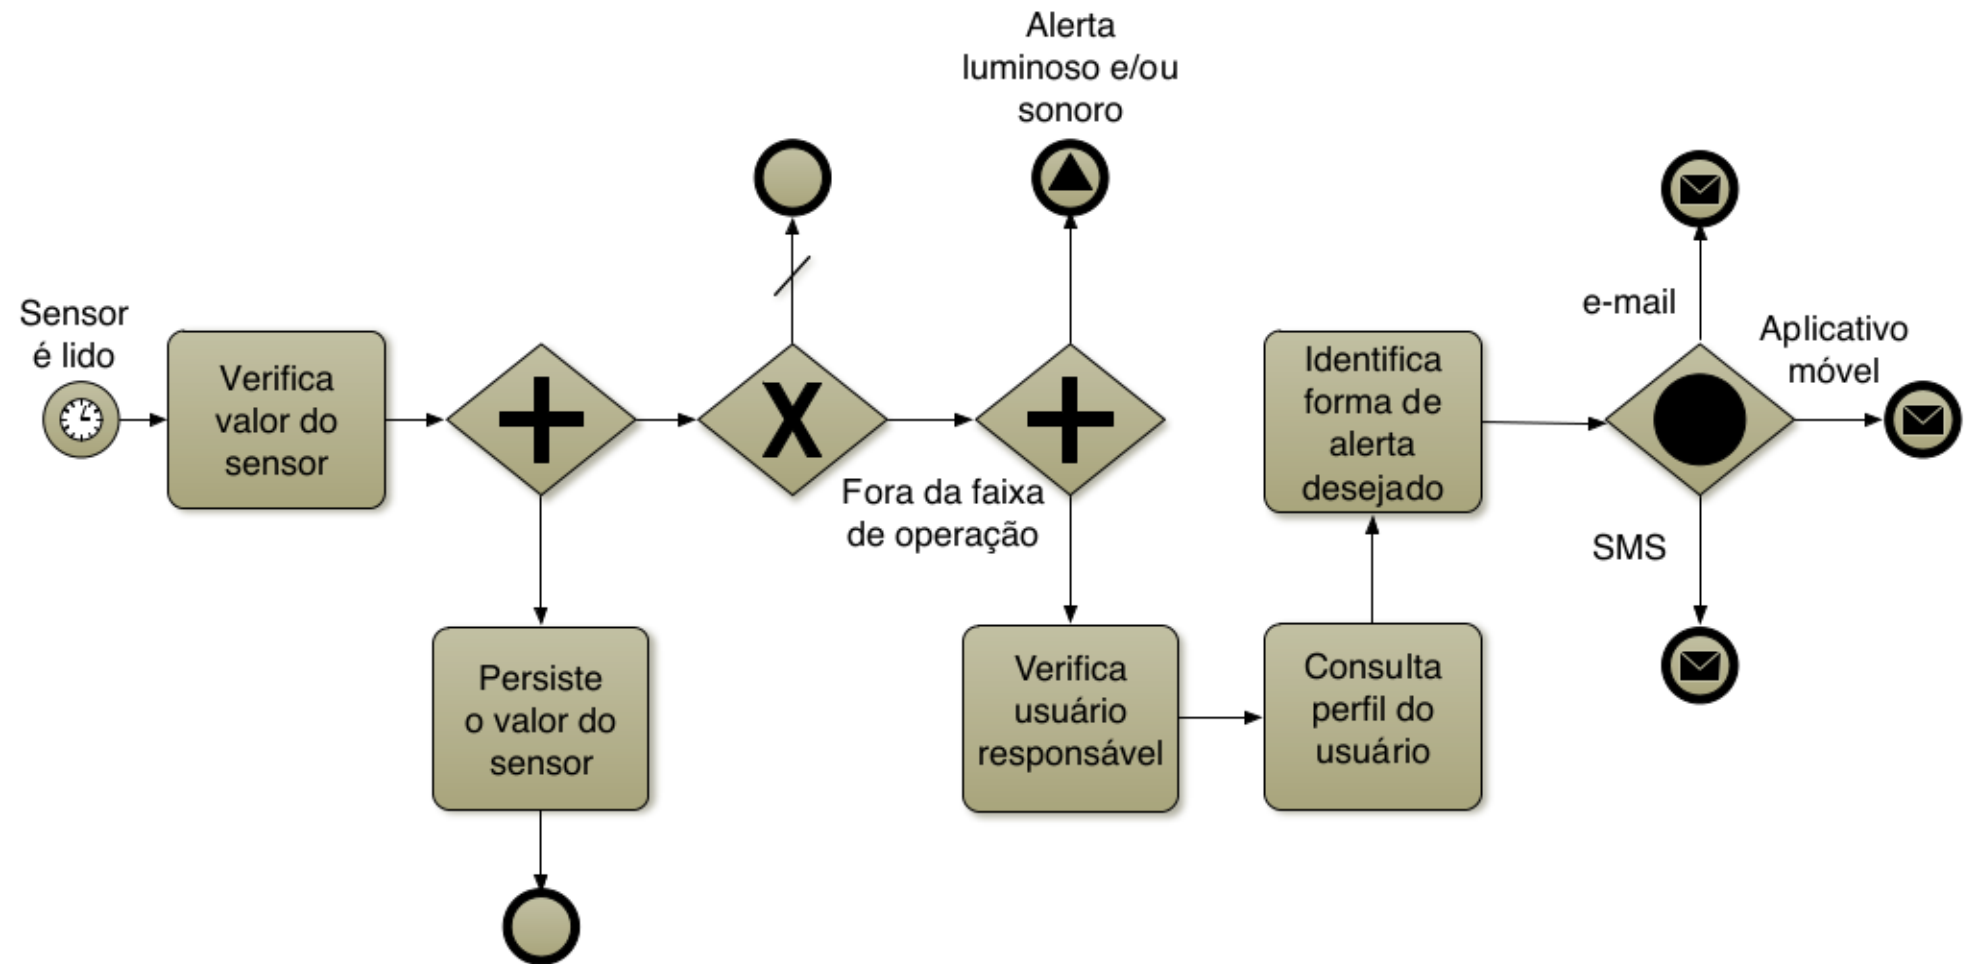 Alerta
luminoso e/ou
sonoro
Sensor
é lido
Verifica
valor do
sensor
Fora da faixa
de operação
Persiste
o valor do
sensor
Verifica
usuário
responsável
Consulta
perfil do
usuário
Identifica
forma de
alerta
desejado
e-mail
Aplicativo
móvel
SMS